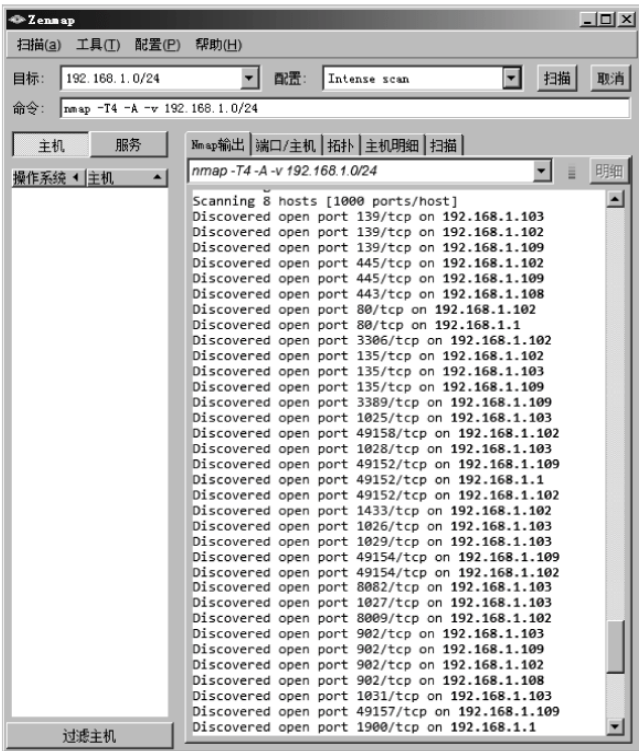 Zenmap
扫描(a) 工具(T) 配置(P) 帮助(H)
目标: 192.168.1.0/24 配置: Intense scan 扫描 取消
命令: nmap -T4 -A -v 192.168.1.0/24
主机 服务 Nmap输出 端口/主机 拓扑 主机明细 扫描
操作系统 主机 nmap -T4 -A -v 192.168.1.0/24 明细
Scanning 8 hosts [1000 ports/host]
Discovered open port 139/tcp on 192.168.1.103
Discovered open port 139/tcp on 192.168.1.102
Discovered open port 139/tcp on 192.168.1.109
Discovered open port 445/tcp on 192.168.1.102
Discovered open port 445/tcp on 192.168.1.109
Discovered open port 443/tcp on 192.168.1.108
Discovered open port 80/tcp on 192.168.1.102
Discovered open port 80/tcp on 192.168.1.1
Discovered open port 3306/tcp on 192.168.1.102
Discovered open port 135/tcp on 192.168.1.102
Discovered open port 135/tcp on 192.168.1.103
Discovered open port 135/tcp on 192.168.1.109
Discovered open port 3389/tcp on 192.168.1.109
Discovered open port 1025/tcp on 192.168.1.103
Discovered open port 49158/tcp on 192.168.1.102
Discovered open port 1028/tcp on 192.168.1.103
Discovered open port 49152/tcp on 192.168.1.109
Discovered open port 49152/tcp on 192.168.1.1
Discovered open port 49152/tcp on 192.168.1.102
Discovered open port 1433/tcp on 192.168.1.102
Discovered open port 1026/tcp on 192.168.1.103
Discovered open port 1029/tcp on 192.168.1.103
Discovered open port 49154/tcp on 192.168.1.109
Discovered open port 49154/tcp on 192.168.1.102
Discovered open port 8082/tcp on 192.168.1.103
Discovered open port 1027/tcp on 192.168.1.103
Discovered open port 8009/tcp on 192.168.1.102
Discovered open port 902/tcp on 192.168.1.103
Discovered open port 902/tcp on 192.168.1.109
Discovered open port 902/tcp on 192.168.1.102
Discovered open port 902/tcp on 192.168.1.108
Discovered open port 1031/tcp on 192.168.1.103
Discovered open port 49157/tcp on 192.168.1.109
Discovered open port 1900/tcp on 192.168.1.1
过滤主机